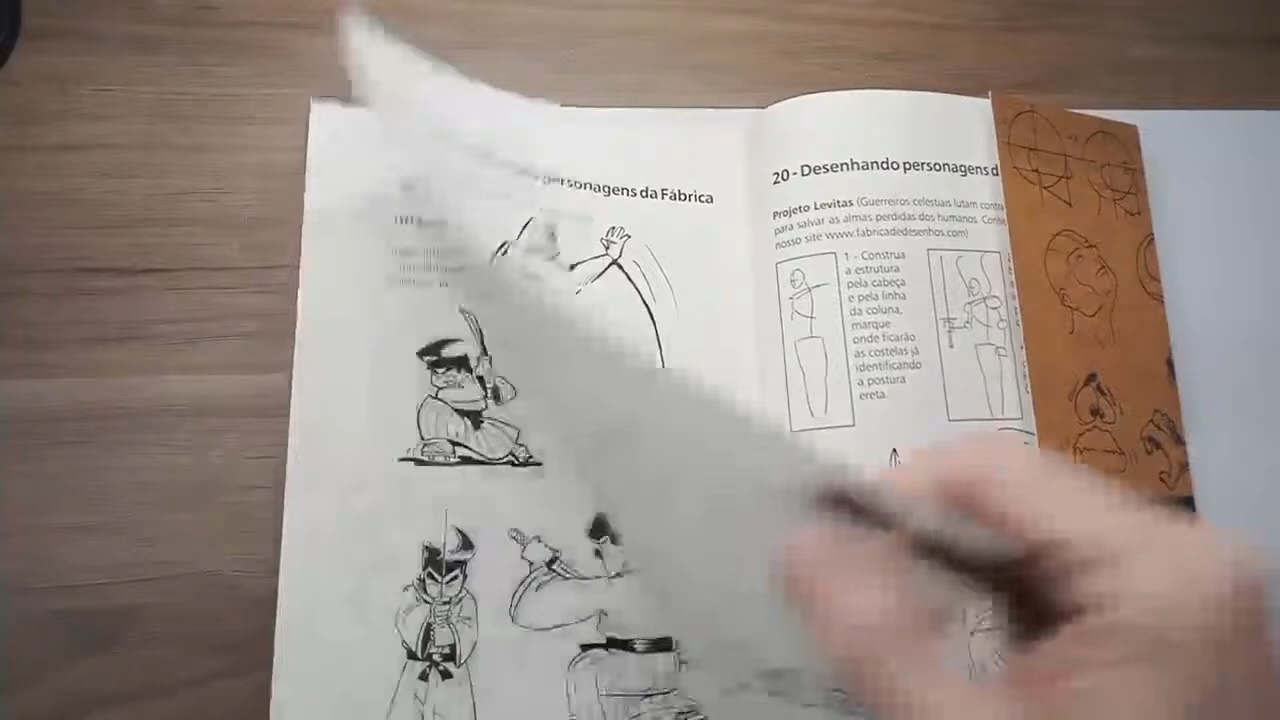 personagens da Fábrica
20 - Desenhando personagens d
Projeto Levitas (Guerreiros celestiais lutam contra
para salvar as almas perdidas dos humanos.
nosso site www.fabricadedesenhos.com)
1 - Construa
a estrutura
pela cabeça
e pela linha
da coluna,
marque
onde ficarão
as costelas já
identificando
a postura
ereta.